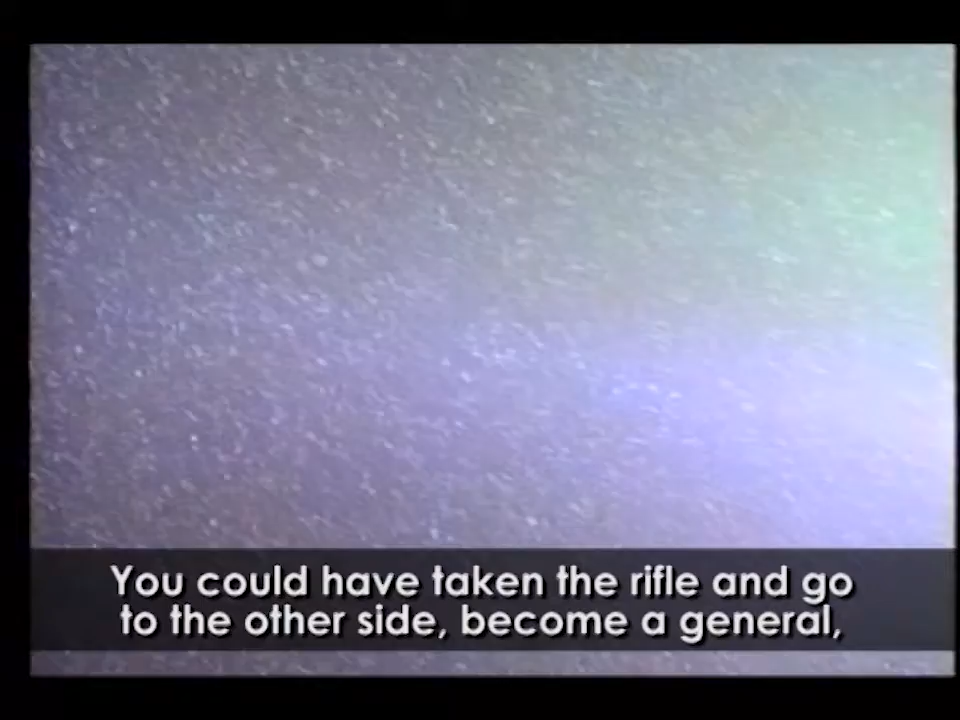 You could have taken the rifle and go
to the other side, become a general,